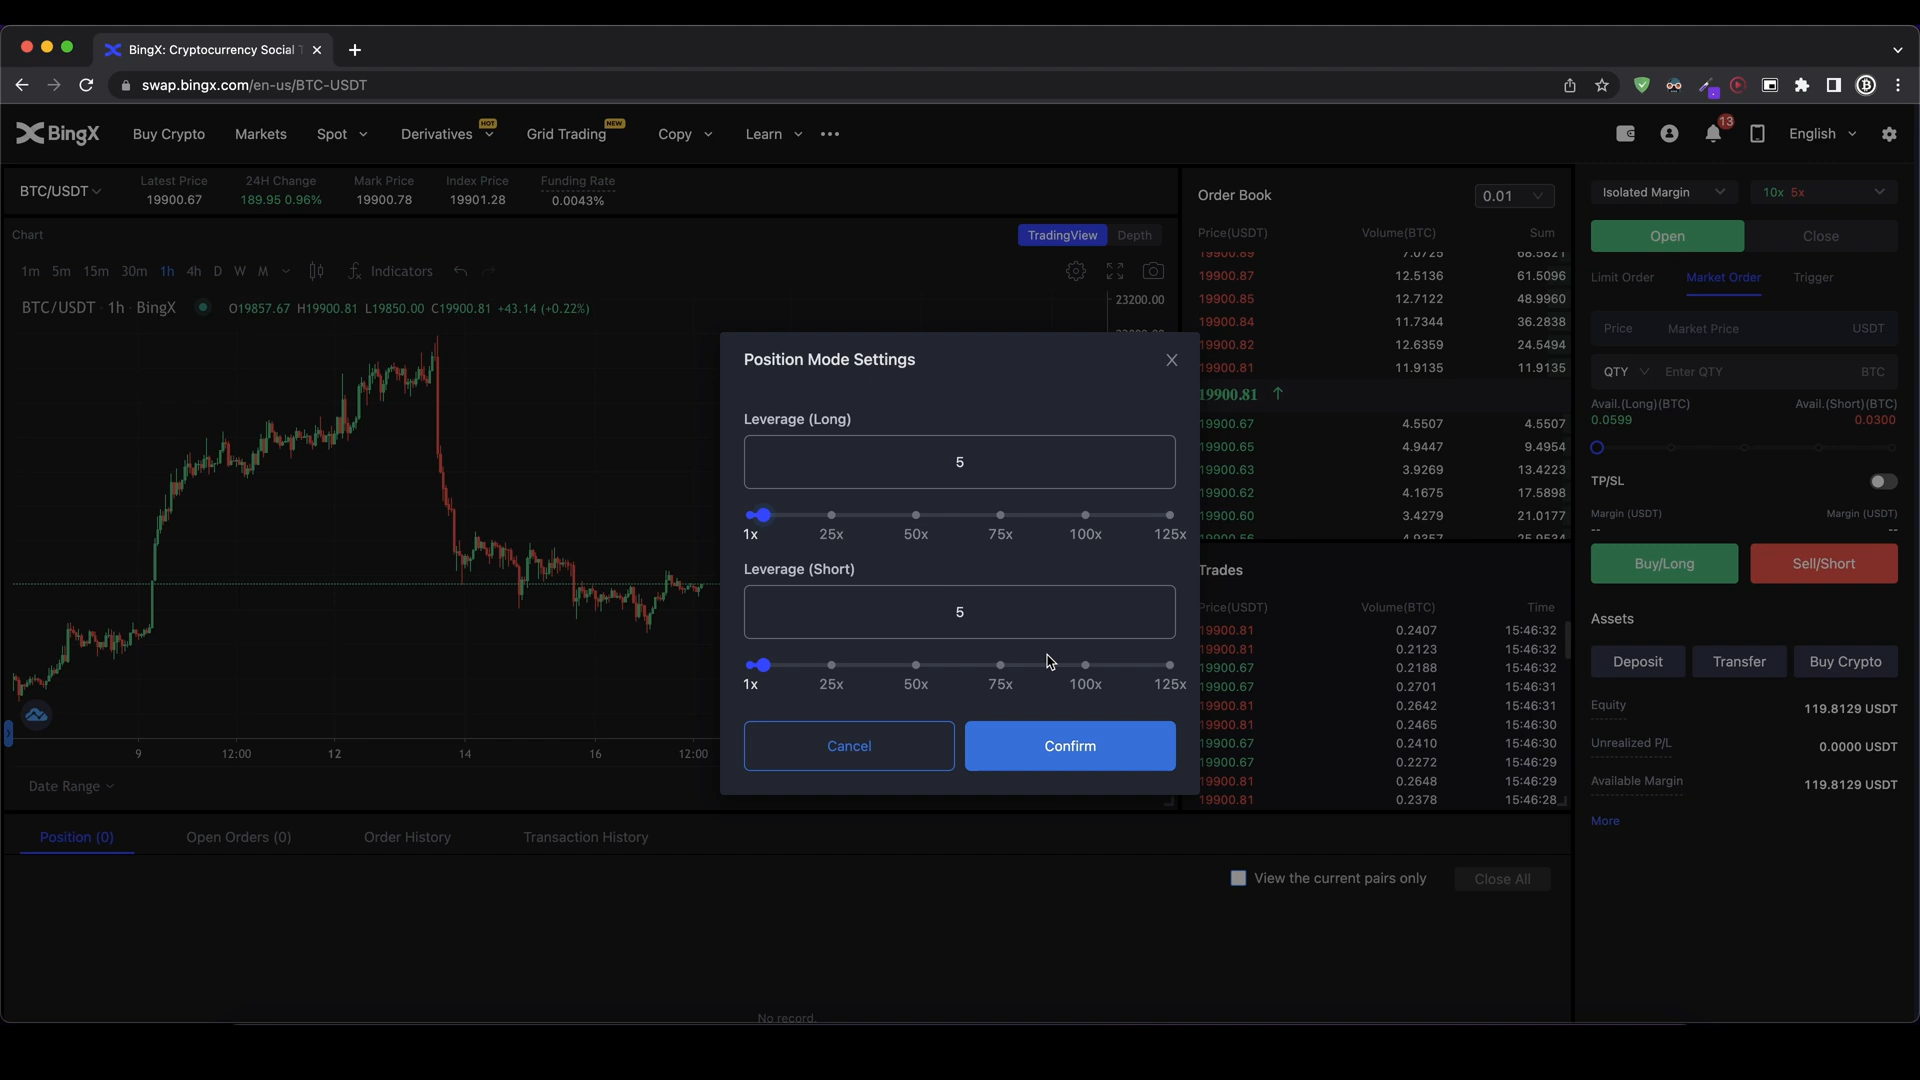 BingX: Cryptocurrency Social T
swap.bingx.com/en-us/BTC-USDT
BingX
Buy Crypto
Markets
Spot
Derivatives
HOT
Grid Trading
NEW
Copy
Learn
13
English
BTC/USDT
Latest Price
19900.67
24H Change
189.95 0.96%
Mark Price
19900.78
Index Price
19901.28
Funding Rate
0.0043%
Chart
TradingView
Depth
1m 5m 15m 30m 1h 4h D W M
Indicators
BTC/USDT · 1h · BingX
O19857.67 H19900.81 L19850.00 C19900.81 +43.14 (+0.22%)
23200.00
9 12:00 12 14 16 12:00
Date Range
Position Mode Settings
Leverage (Long)
5
1x 25x 50x 75x 100x 125x
Leverage (Short)
5
1x 25x 50x 75x 100x 125x
Cancel
Confirm
Order Book
0.01
Price(USDT) Volume(BTC) Sum
19900.87 12.5136 61.5096
19900.85 12.7122 48.9960
19900.84 11.7344 36.2838
19900.82 12.6359 24.5494
19900.81 11.9135 11.9135
19900.81
19900.67 4.5507 4.5507
19900.65 4.9447 9.4954
19900.63 3.9269 13.4223
19900.62 4.1675 17.5898
19900.60 3.4279 21.0177
Trades
Price(USDT) Volume(BTC) Time
19900.81 0.2407 15:46:32
19900.81 0.2123 15:46:32
19900.67 0.2188 15:46:32
19900.67 0.2701 15:46:31
19900.81 0.2642 15:46:31
19900.81 0.2465 15:46:30
19900.67 0.2410 15:46:30
19900.67 0.2272 15:46:29
19900.81 0.2648 15:46:29
19900.81 0.2378 15:46:28
Isolated Margin
10x 5x
Open
Close
Limit Order
Market Order
Trigger
Price Market Price USDT
QTY Enter QTY BTC
Avail.(Long)(BTC) Avail.(Short)(BTC)
0.0599 0.0300
TP/SL
Margin (USDT) Margin (USDT)
-- --
Buy/Long
Sell/Short
Assets
Deposit
Transfer
Buy Crypto
Equity 119.8129 USDT
Unrealized P/L 0.0000 USDT
Available Margin 119.8129 USDT
More
Position (0)
Open Orders (0)
Order History
Transaction History
View the current pairs only
Close All
No record.